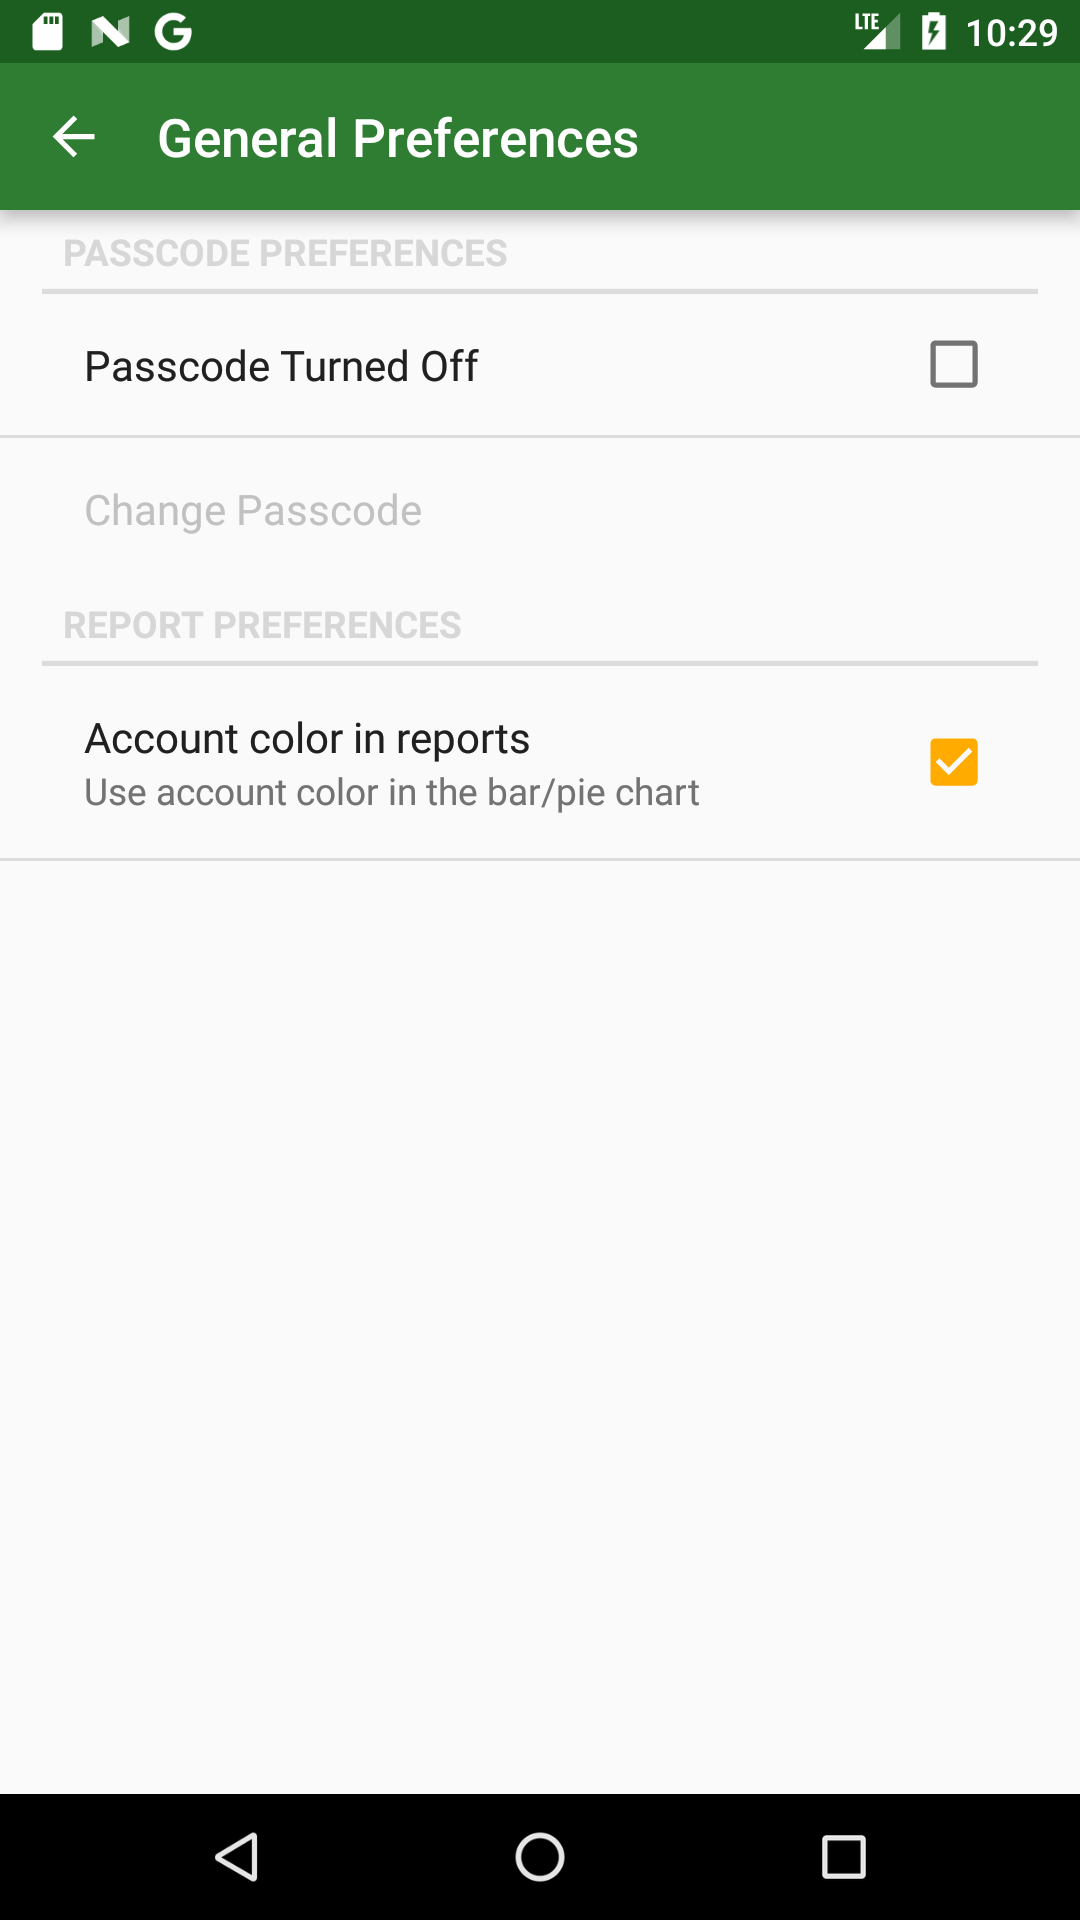 LTE 10:29
General Preferences
PASSCODE PREFERENCES
Passcode Turned Off
Change Passcode
REPORT PREFERENCES
Account color in reports
Use account color in the bar/pie chart